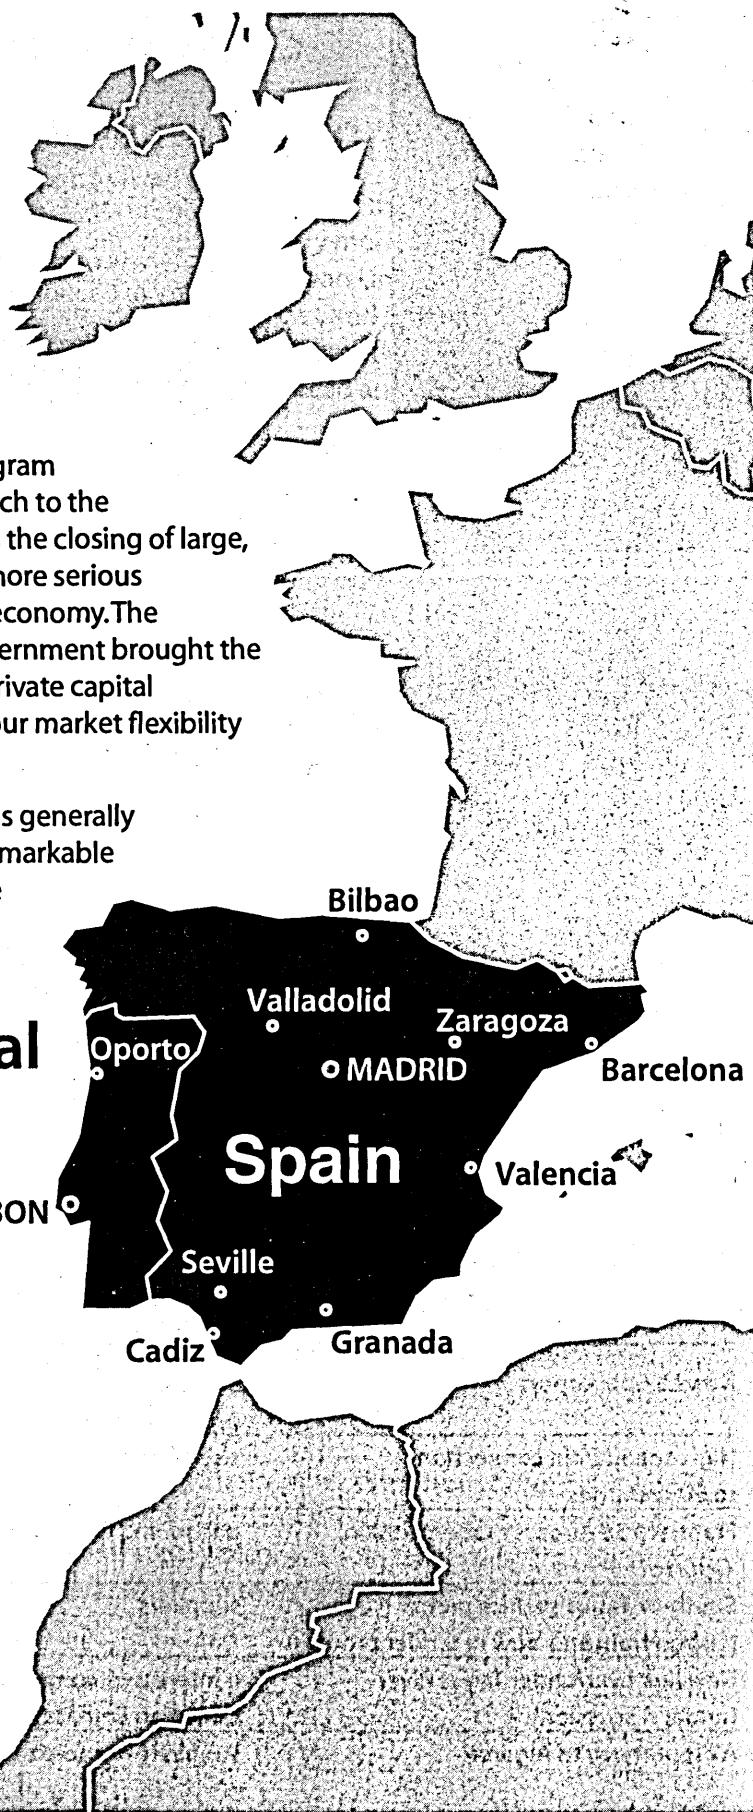 gram
ch to the
the closing of large,
nore serious
economy.The
ernment brought the
rivate capital
our market flexibility
s generally
markable
e
Bilbao
Valladolid
Zaragoza
al
Oporto
MADRID
Barcelona
Spain
Valencia
BON
Seville
Cadiz
Granada